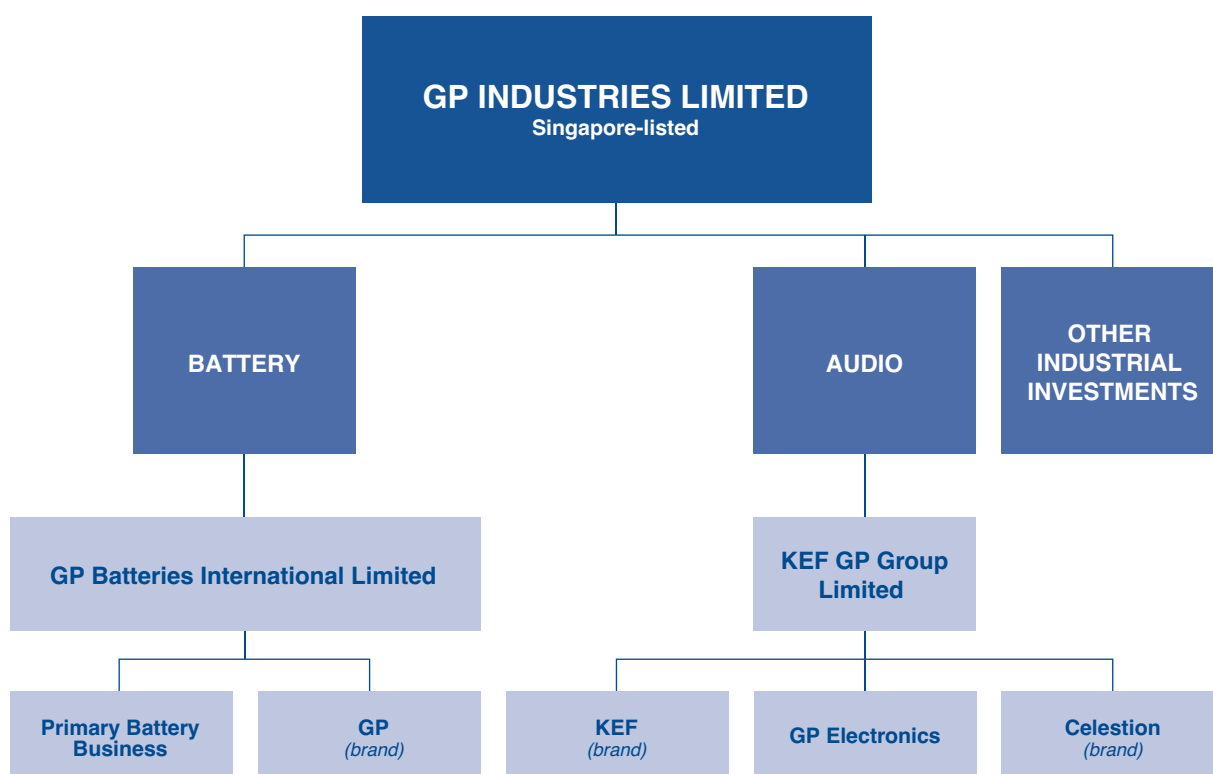 GP INDUSTRIES LIMITED
Singapore-listed
BATTERY
AUDIO
OTHER
INDUSTRIAL
INVESTMENTS
GP Batteries International Limited
KEF GP Group
Limited
Primary Battery
Business
GP
(brand)
KEF
(brand)
GP Electronics
Celestion
(brand)